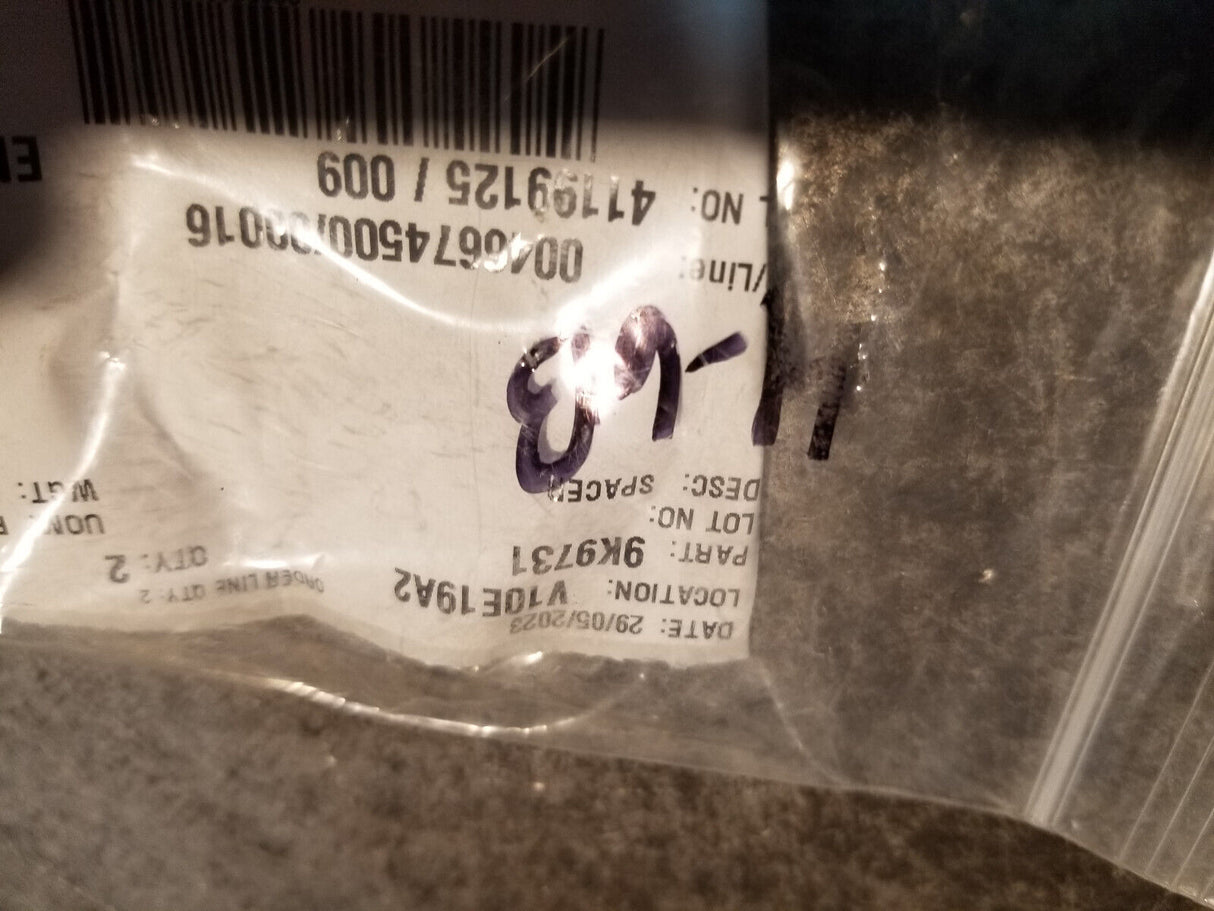 DATE: 29/05/2023
LOCATION: V10E19A2 ORDER LINE QTY: 2
PART: 9K9731 QTY: 2
LOT NO: UOM:
DESC: SPACER WGT:
/Line: 0046674500/00016
NO: 41199125 / 009